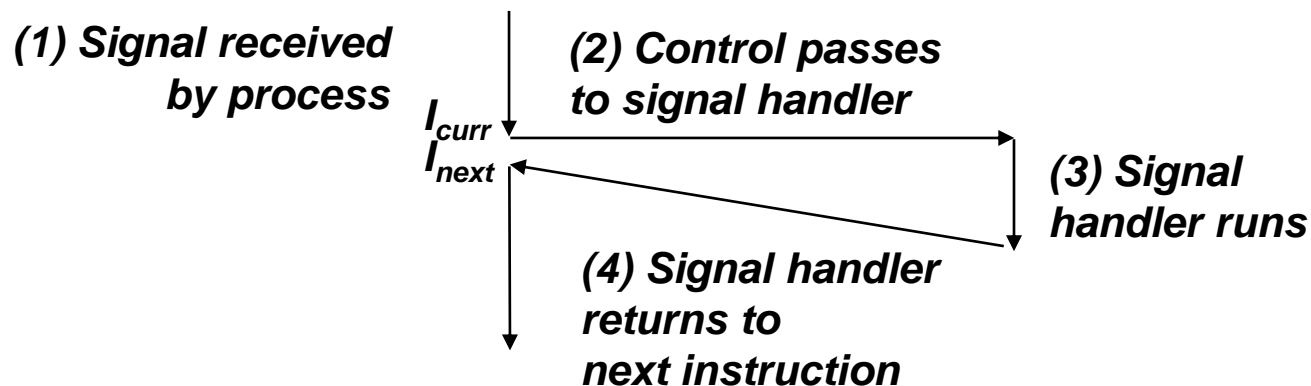 (1) Signal received
by process
(2) Control passes
to signal handler
I_curr
I_next
(3) Signal
handler runs
(4) Signal handler
returns to
next instruction